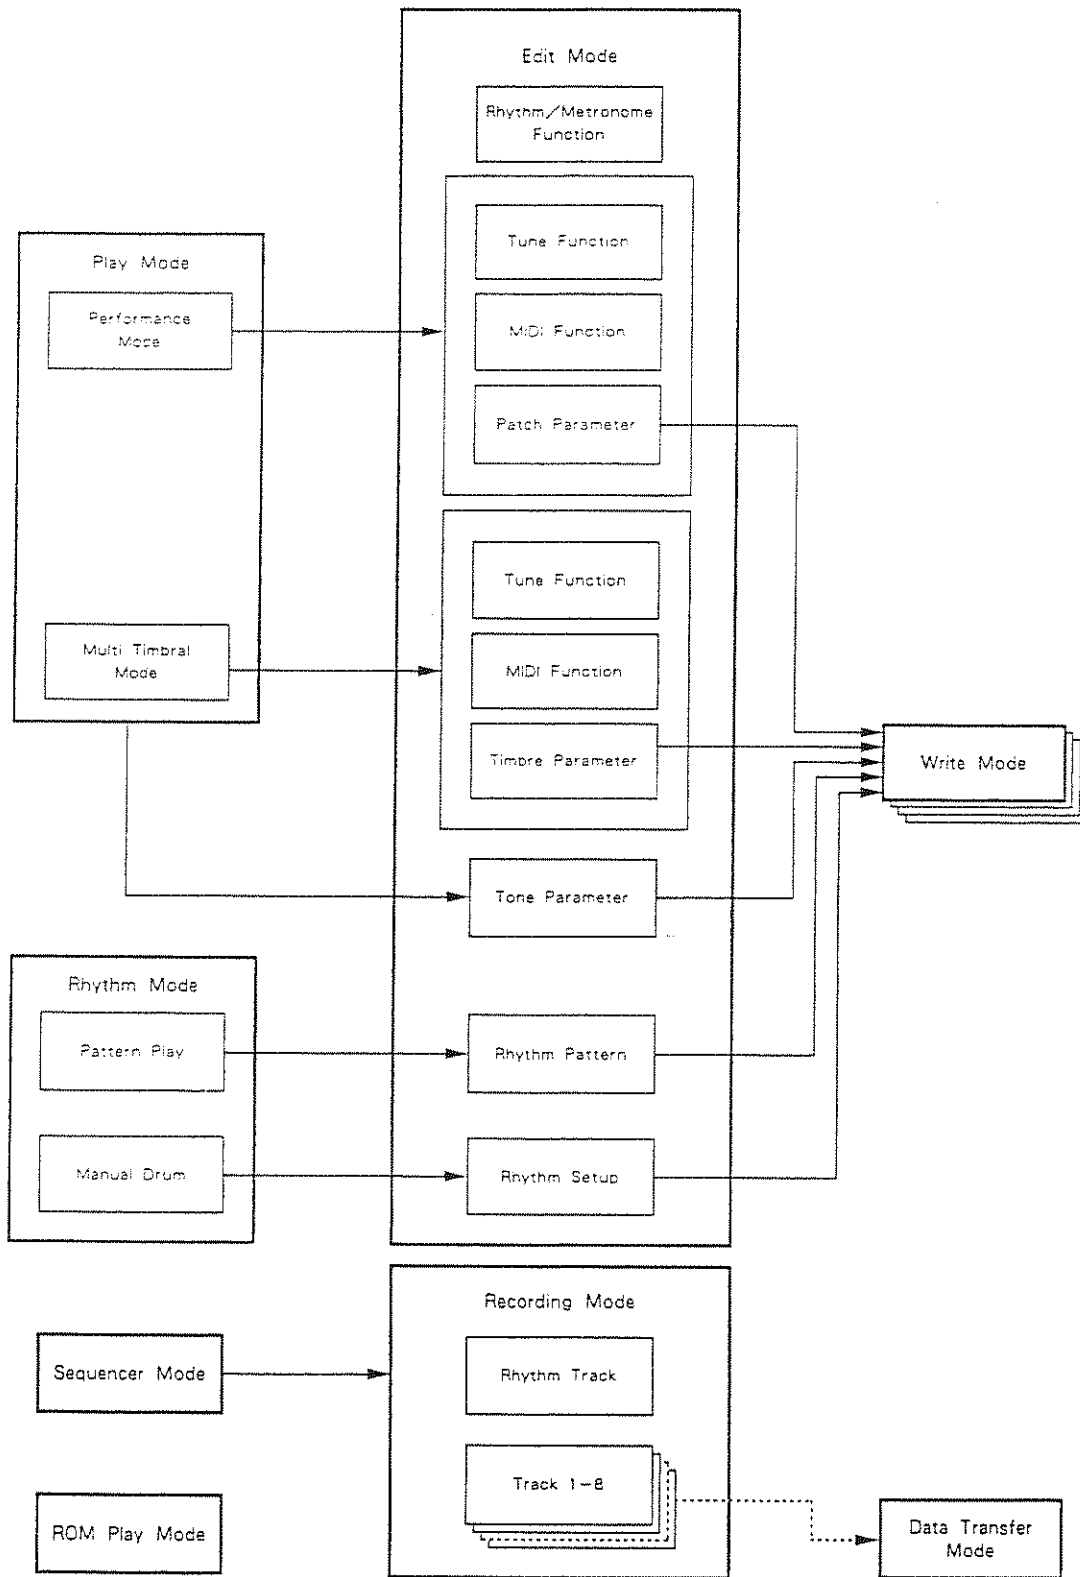 Edit Mode
Rhythm/Metronome
Function
Tune Function
MIDI Function
Patch Parameter
Play Mode
Performance
Mode
Multi Timbral
Mode
Tune Function
MIDI Function
Timbre Parameter
Write Mode
Tone Parameter
Rhythm Mode
Pattern Play
Manual Drum
Rhythm Pattern
Rhythm Setup
Recording Mode
Sequencer Mode
Rhythm Track
Track 1-8
ROM Play Mode
Data Transfer
Mode